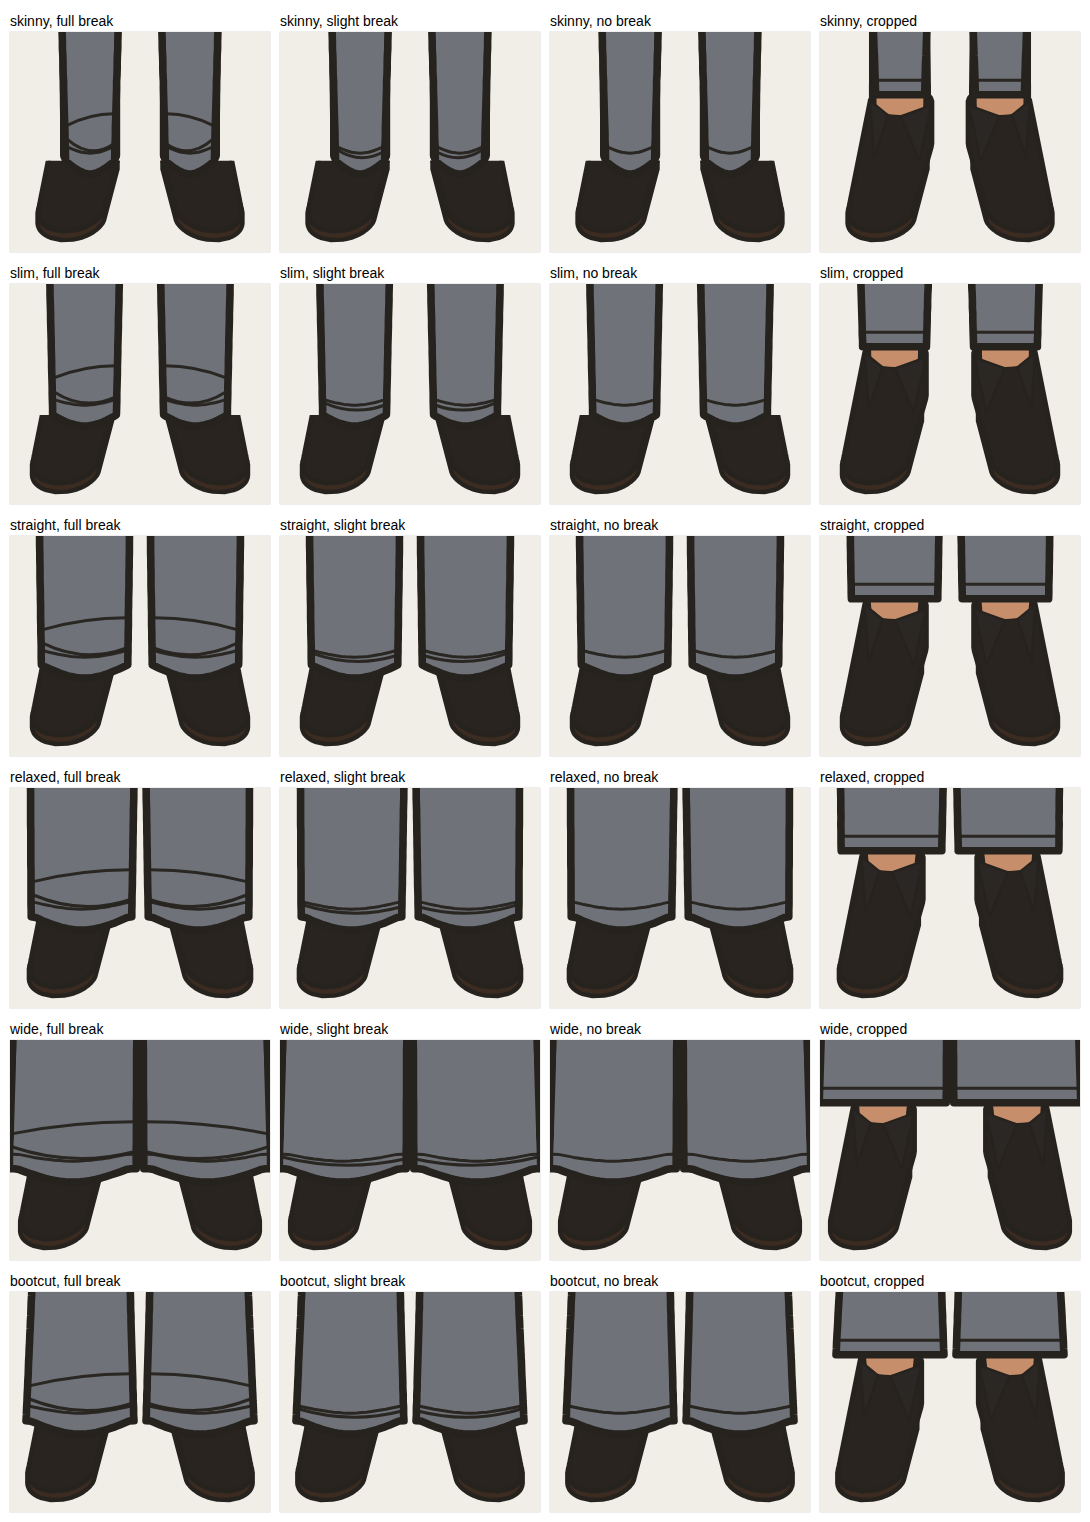 skinny, full break
skinny, slight break
skinny, no break
skinny, cropped
slim, full break
slim, slight break
slim, no break
slim, cropped
straight, full break
straight, slight break
straight, no break
straight, cropped
relaxed, full break
relaxed, slight break
relaxed, no break
relaxed, cropped
wide, full break
wide, slight break
wide, no break
wide, cropped
bootcut, full break
bootcut, slight break
bootcut, no break
bootcut, cropped